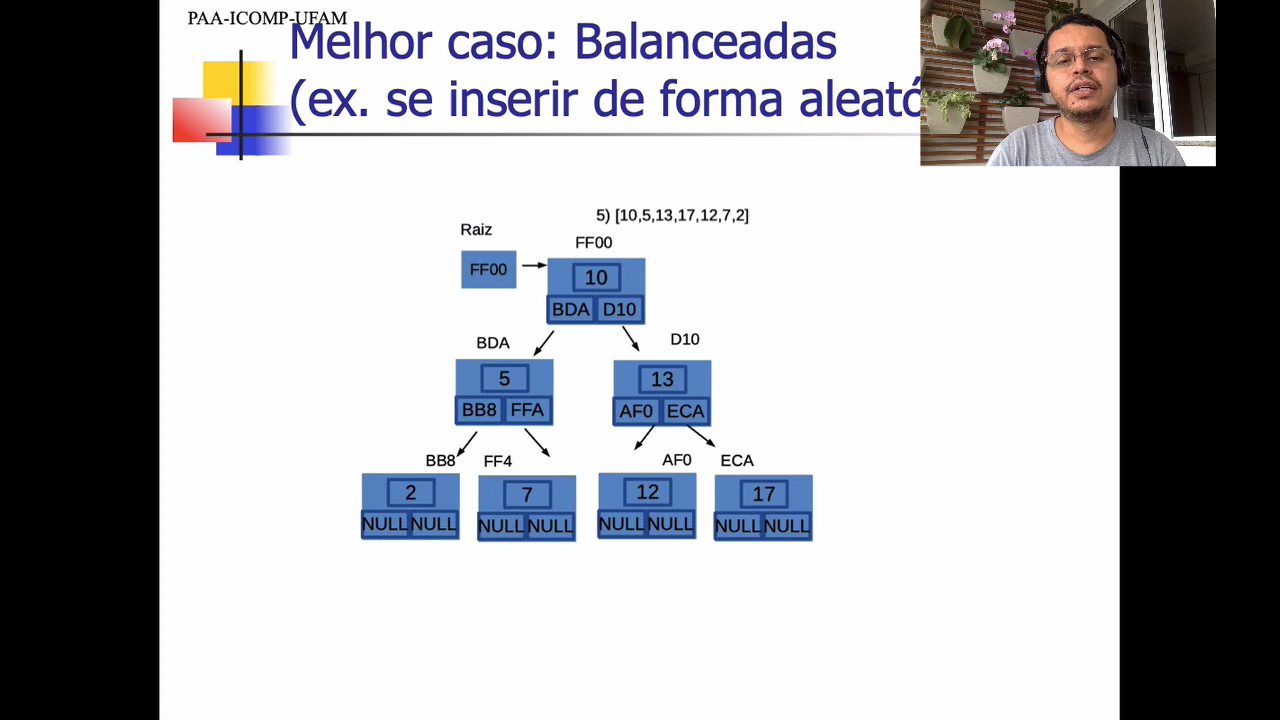 PAA-ICOMP-UFAM
Melhor caso: Balanceadas
(ex. se inserir de forma aleató
5) [10,5,13,17,12,7,2]
Raiz
FF00
FF00
10
BDA D10
BDA
D10
5
13
BB8 FFA
AF0 ECA
BB8
FF4
AF0
ECA
2
7
12
17
NULL NULL
NULL NULL
NULL NULL
NULL NULL